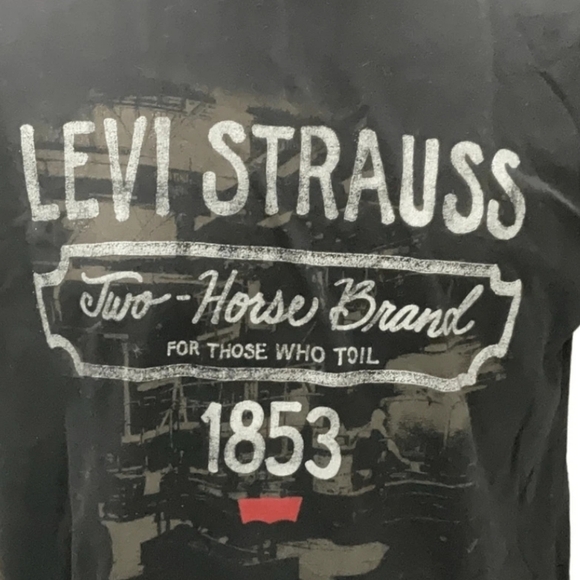 LEVI STRAUSS
Two-Horse Brand
FOR THOSE WHO TOIL
1853